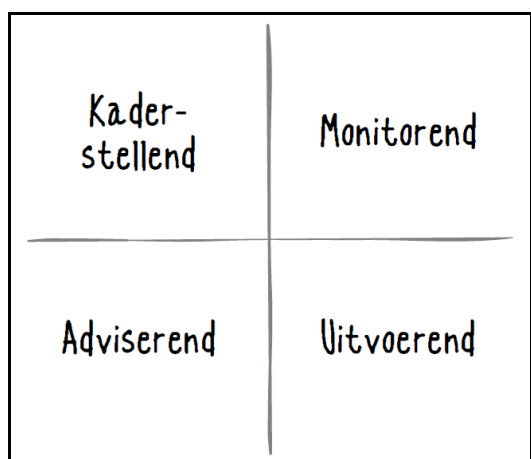 Kader-
stellend
Monitorend
Adviserend
Uitvoerend